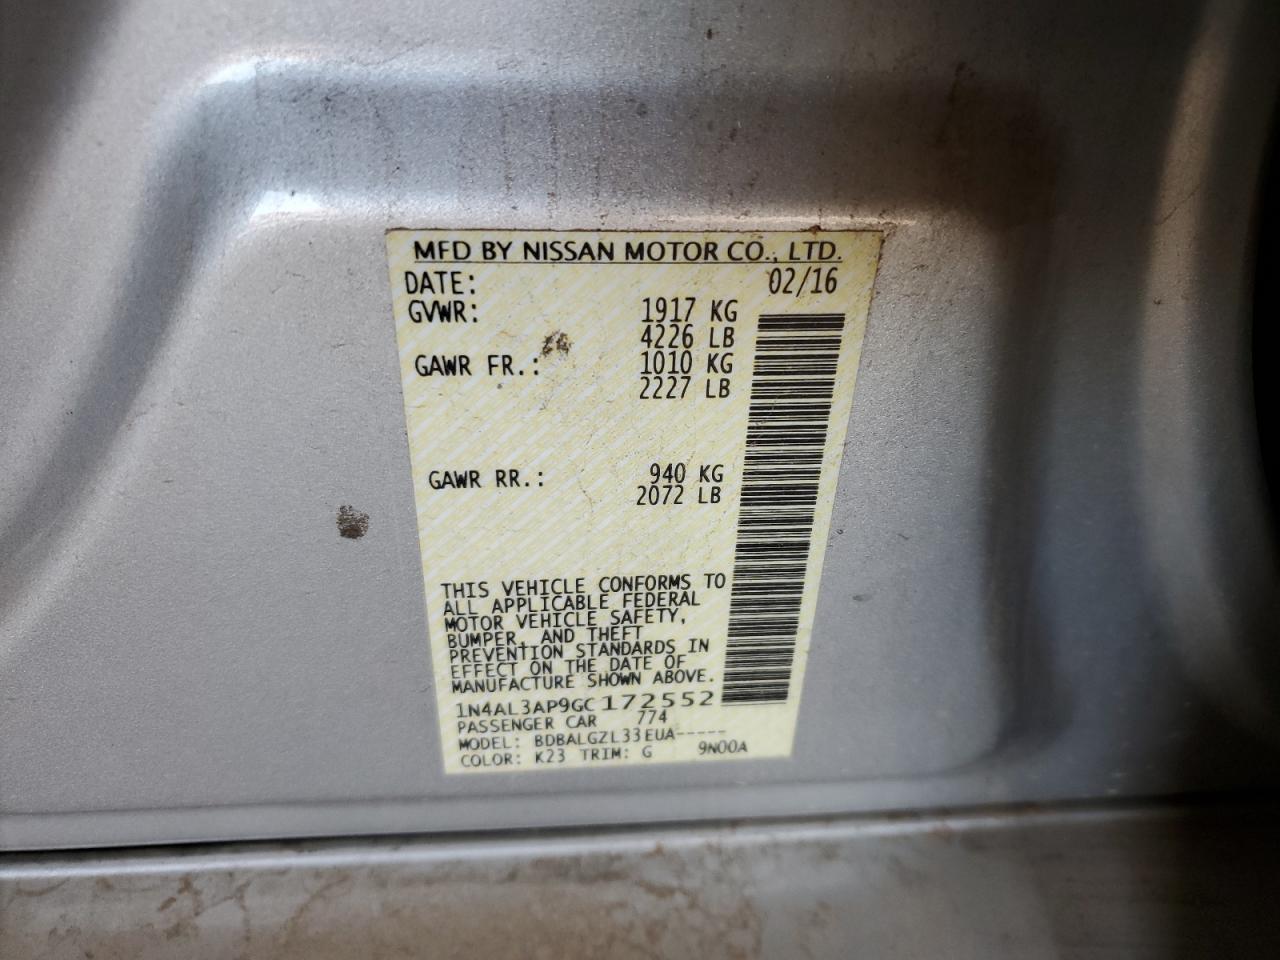 MFD BY NISSAN MOTOR CO., LTD.
DATE: 02/16
GVWR: 1917 KG
4226 LB
GAWR FR.: 1010 KG
2227 LB
GAWR RR.: 940 KG
2072 LB
THIS VEHICLE CONFORMS TO
ALL APPLICABLE FEDERAL
MOTOR VEHICLE SAFETY,
BUMPER, AND THEFT
PREVENTION STANDARDS IN
EFFECT ON THE DATE OF
MANUFACTURE SHOWN ABOVE.
1N4AL3AP9GC172552
PASSENGER CAR 774
MODEL: BDBALGZL33EUA-----
COLOR: K23 TRIM: G 9N00A